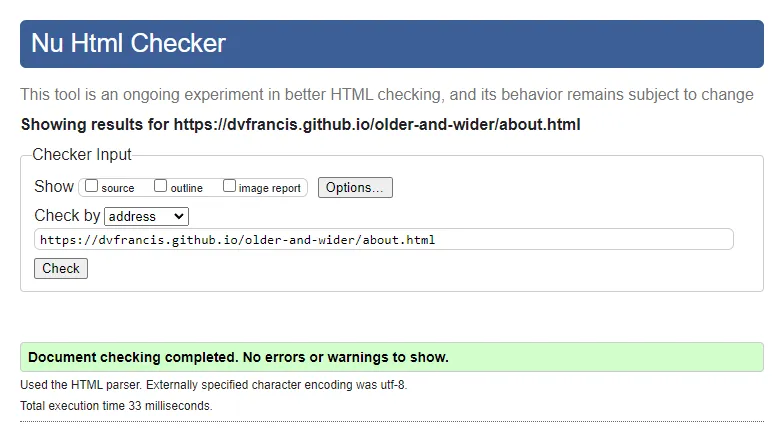 Nu Html Checker
This tool is an ongoing experiment in better HTML checking, and its behavior remains subject to change
Showing results for https://dvfrancis.github.io/older-and-wider/about.html
Checker Input
Show source outline image report Options...
Check by address
https://dvfrancis.github.io/older-and-wider/about.html
Check
Document checking completed. No errors or warnings to show.
Used the HTML parser. Externally specified character encoding was utf-8.
Total execution time 33 milliseconds.